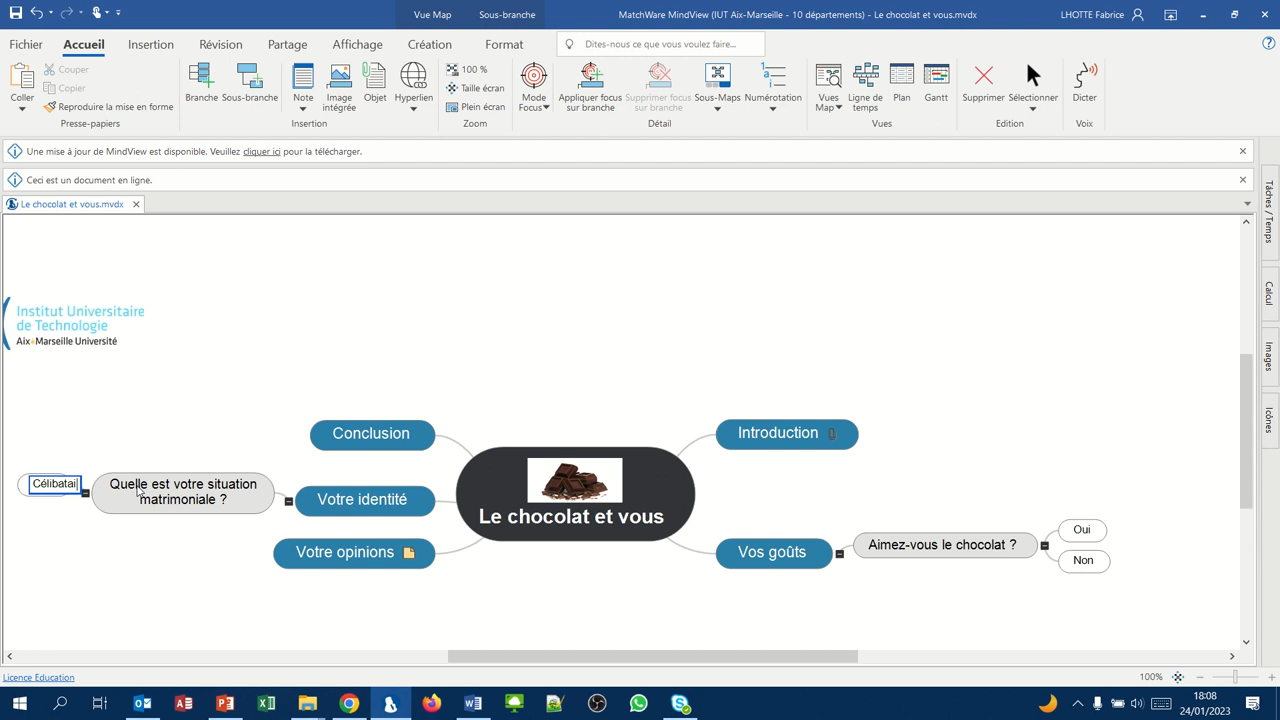 Vue Map
Sous-branche
MatchWare MindView (IUT Aix-Marseille - 10 départements) - Le chocolat et vous.mvdx
LHOTTE Fabrice
Fichier
Accueil
Insertion
Révision
Partage
Affichage
Création
Format
Dites-nous ce que vous voulez faire...
Coller
Couper
Copier
Reproduire la mise en forme
Presse-papiers
Branche
Sous-branche
Note
Image
intégrée
Objet
Hyperlien
Insertion
100 %
Taille écran
Plein écran
Zoom
Mode
Focus
Appliquer focus
sur branche
Supprimer focus
sur branche
Sous-Maps
Numérotation
Détail
Vues
Map
Ligne de
temps
Plan
Gantt
Vues
Supprimer
Sélectionner
Edition
Dicter
Voix
Une mise à jour de MindView est disponible. Veuillez cliquer ici pour la télécharger.
Ceci est un document en ligne.
Le chocolat et vous.mvdx
Tâches / Temps
Calcul
Images
Icônes
Institut Universitaire
de Technologie
Aix*Marseille Université
Conclusion
Introduction
Célibatai
Quelle est votre situation
matrimoniale ?
Votre identité
Le chocolat et vous
Votre opinions
Vos goûts
Aimez-vous le chocolat ?
Oui
Non
Licence Education
100%
18:08
24/01/2023